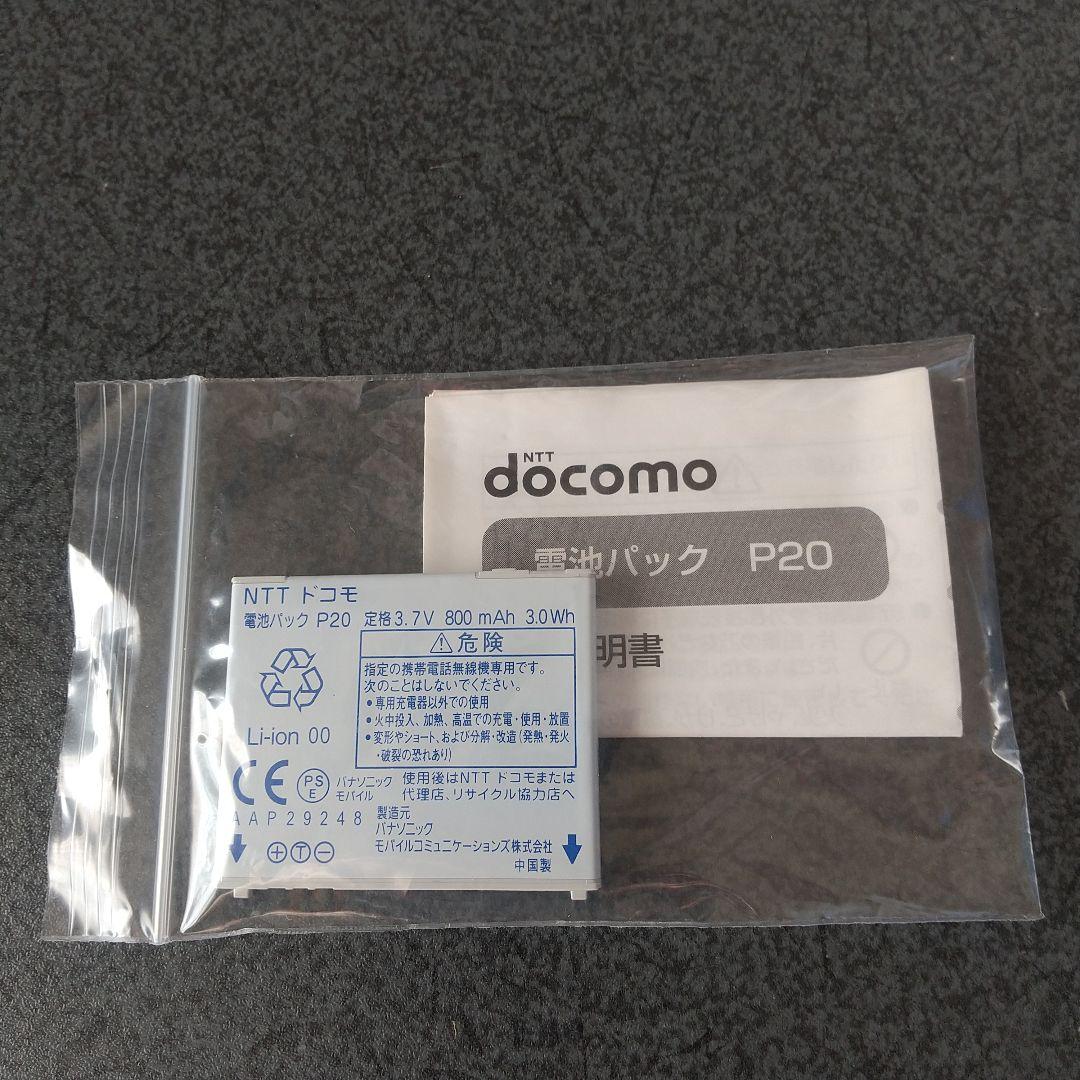 NTT
docomo
電池パック P20
明書
NTT ドコモ
電池パック P20 定格3.7V 800 mAh 3.0Wh
⚠危険
指定の携帯電話無線機専用です。
次のことはしないでください。
•専用充電器以外での使用
•火中投入、加熱、高温での充電・使用・放置
•変形やショート、および分解・改造(発熱・発火
・破裂の恐れあり)
Li-ion 00
CE
PS
E
パナソニック
モバイル
使用後はNTT ドコモまたは
代理店、リサイクル協力店へ
AAP29248
製造元
パナソニック
モバイルコミュニケーションズ株式会社
中国製
⊕Ⓣ⊖